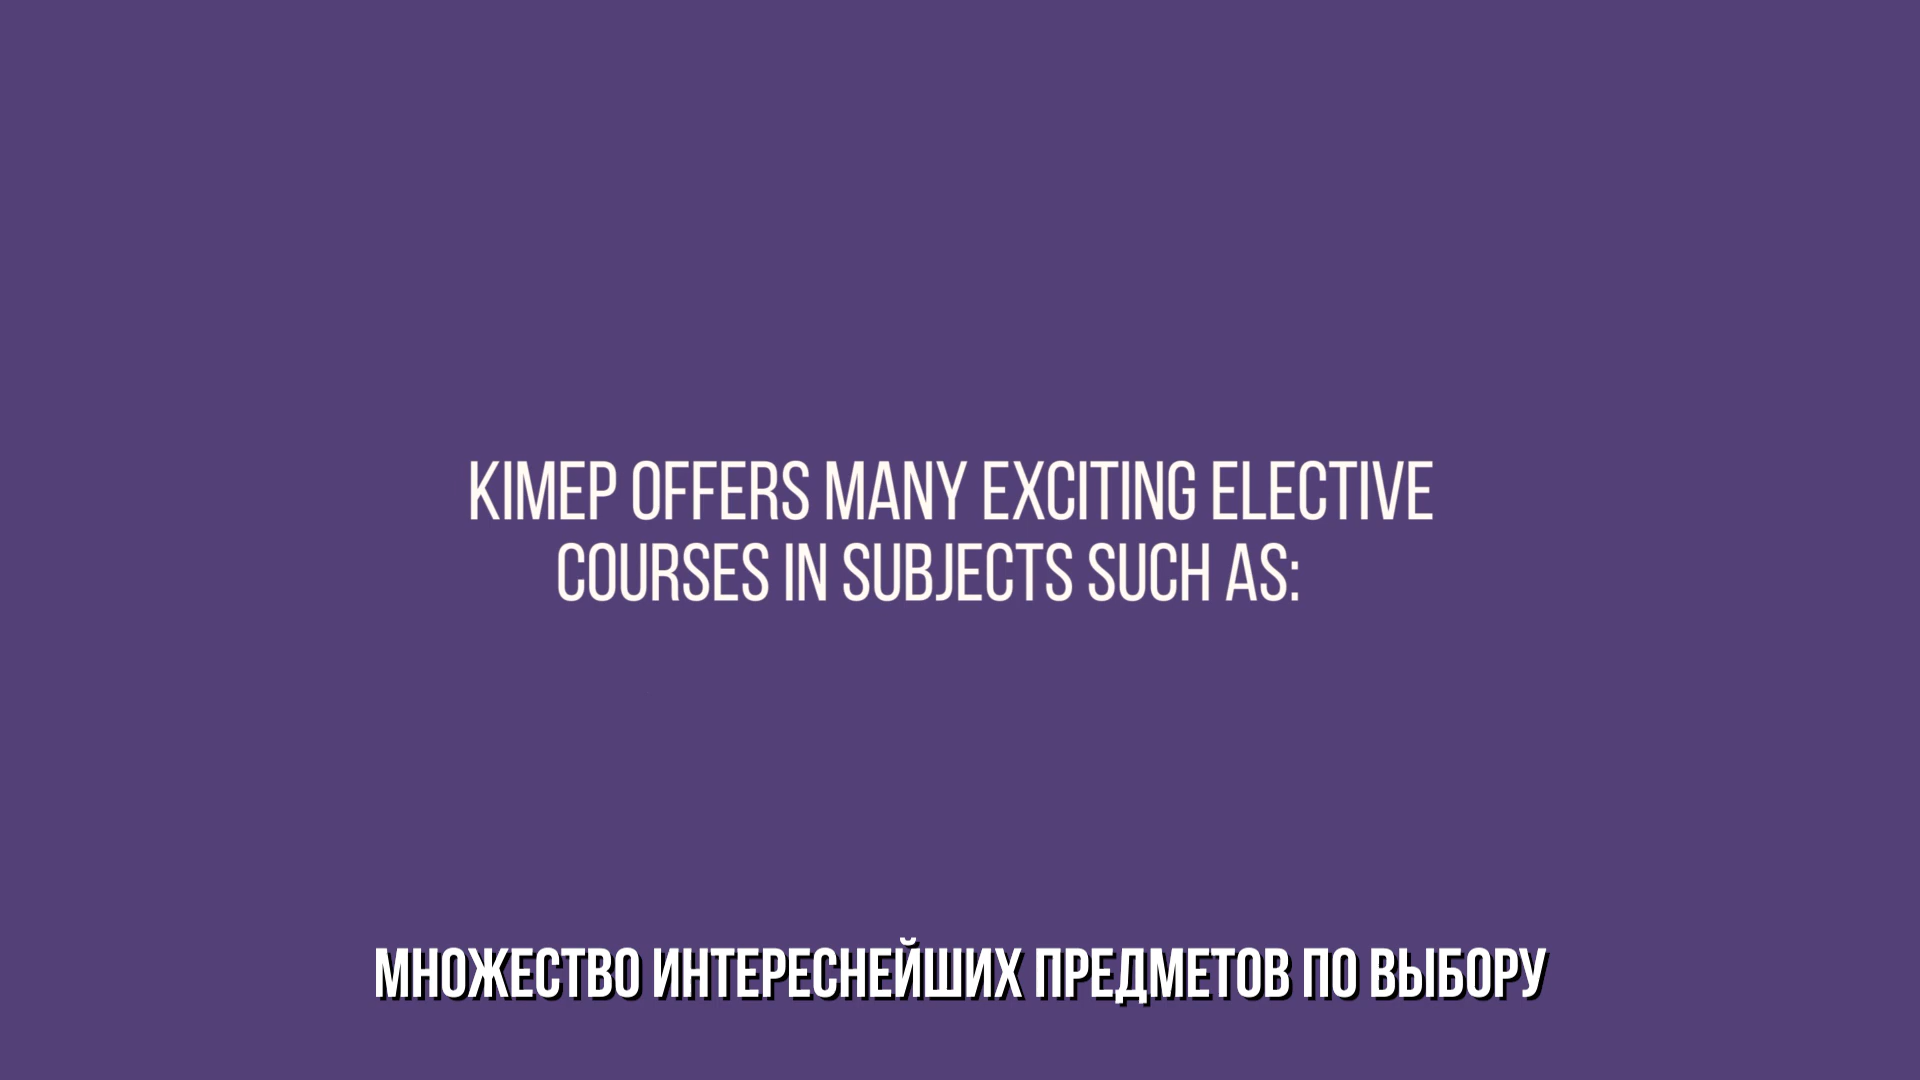 KIMEP OFFERS MANY EXCITING ELECTIVE
COURSES IN SUBJECTS SUCH AS:
МНОЖЕСТВО ИНТЕРЕСНЕЙШИХ ПРЕДМЕТОВ ПО ВЫБОРУ